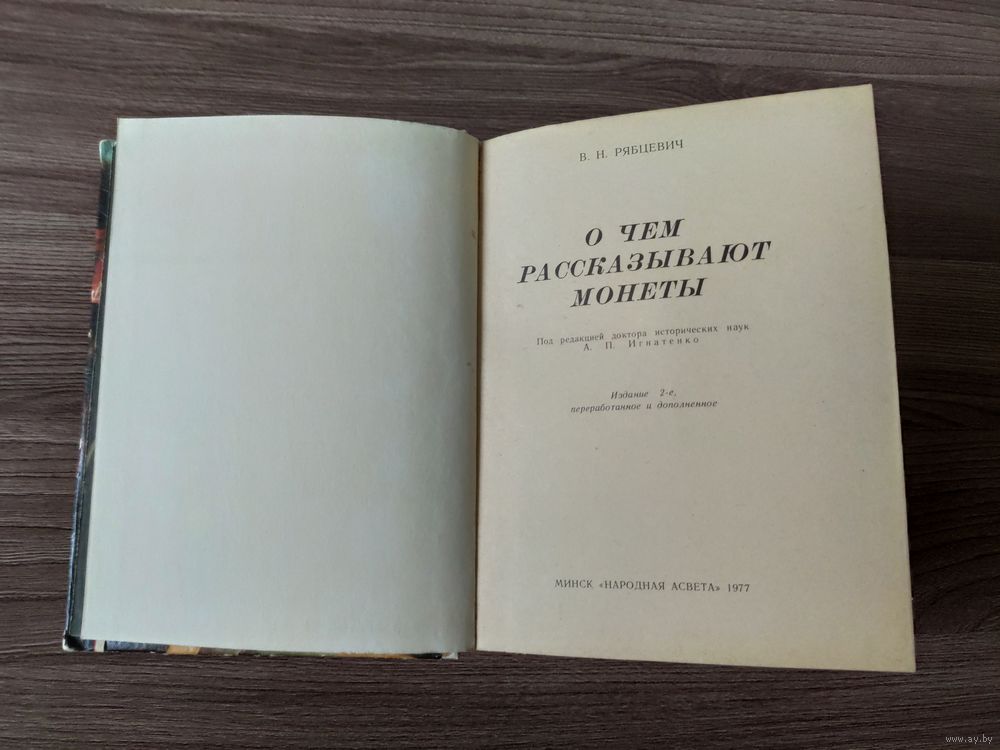 В. Н. РЯБЦЕВИЧ
О ЧЕМ
РАССКАЗЫВАЮТ
МОНЕТЫ
Под редакцией доктора исторических наук
А. П. Игнатенко
Издание 2-е,
переработанное и дополненное
МИНСК «НАРОДНАЯ АСВЕТА» 1977
www.ay.by